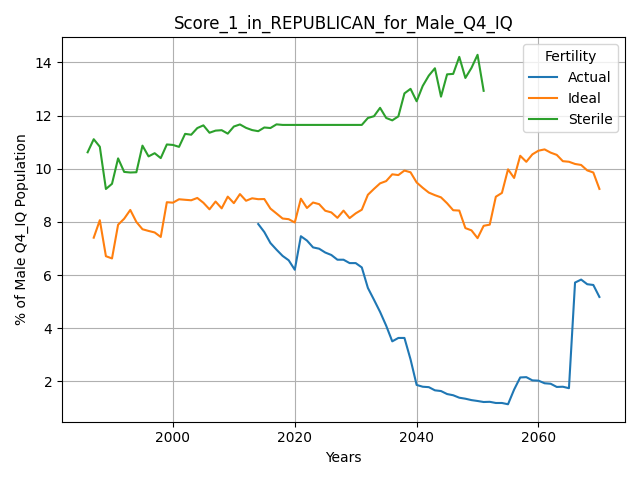 Score_1_in_REPUBLICAN_for_Male_Q4_IQ
Fertility
Actual
Ideal
Sterile
% of Male Q4_IQ Population
14
12
10
8
6
4
2
2000
2020
2040
2060
Years